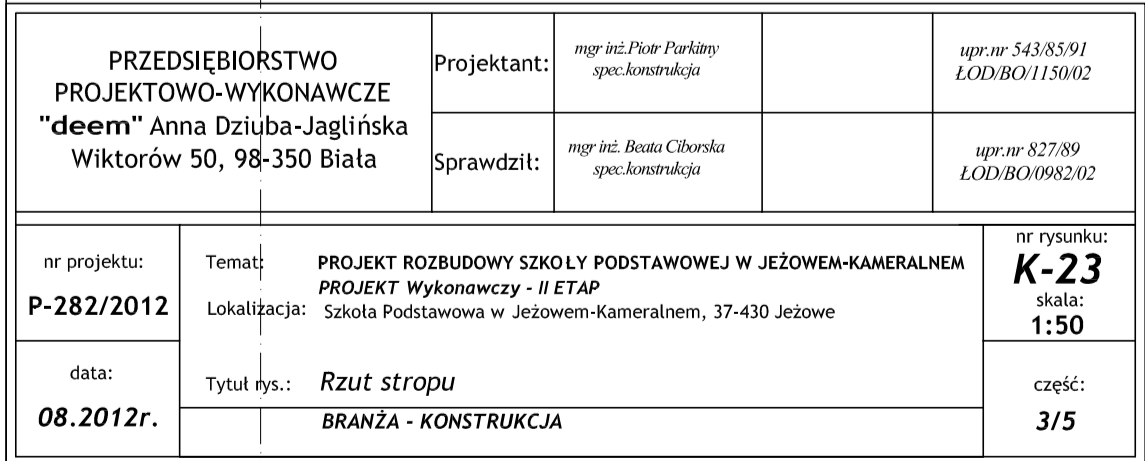 PRZEDSIĘBIORSTWO
PROJEKTOWO-WYKONAWCZE
"deem" Anna Dziuba-Jaglińska
Wiktorów 50, 98-350 Biała
Projektant:
mgr inż.Piotr Parkitny
spec.konstrukcja
upr.nr 543/85/91
ŁOD/BO/1150/02
Sprawdził:
mgr inż. Beata Ciborska
spec.konstrukcja
upr.nr 827/89
ŁOD/BO/0982/02
nr projektu:
P-282/2012
Temat: PROJEKT ROZBUDOWY SZKOŁY PODSTAWOWEJ W JEŻOWEM-KAMERALNEM
PROJEKT Wykonawczy - II ETAP
Lokalizacja: Szkoła Podstawowa w Jeżowem-Kameralnem, 37-430 Jeżowe
nr rysunku:
K-23
skala:
1:50
data:
08.2012r.
Tytuł rys.: Rzut stropu
BRANŻA - KONSTRUKCJA
część:
3/5